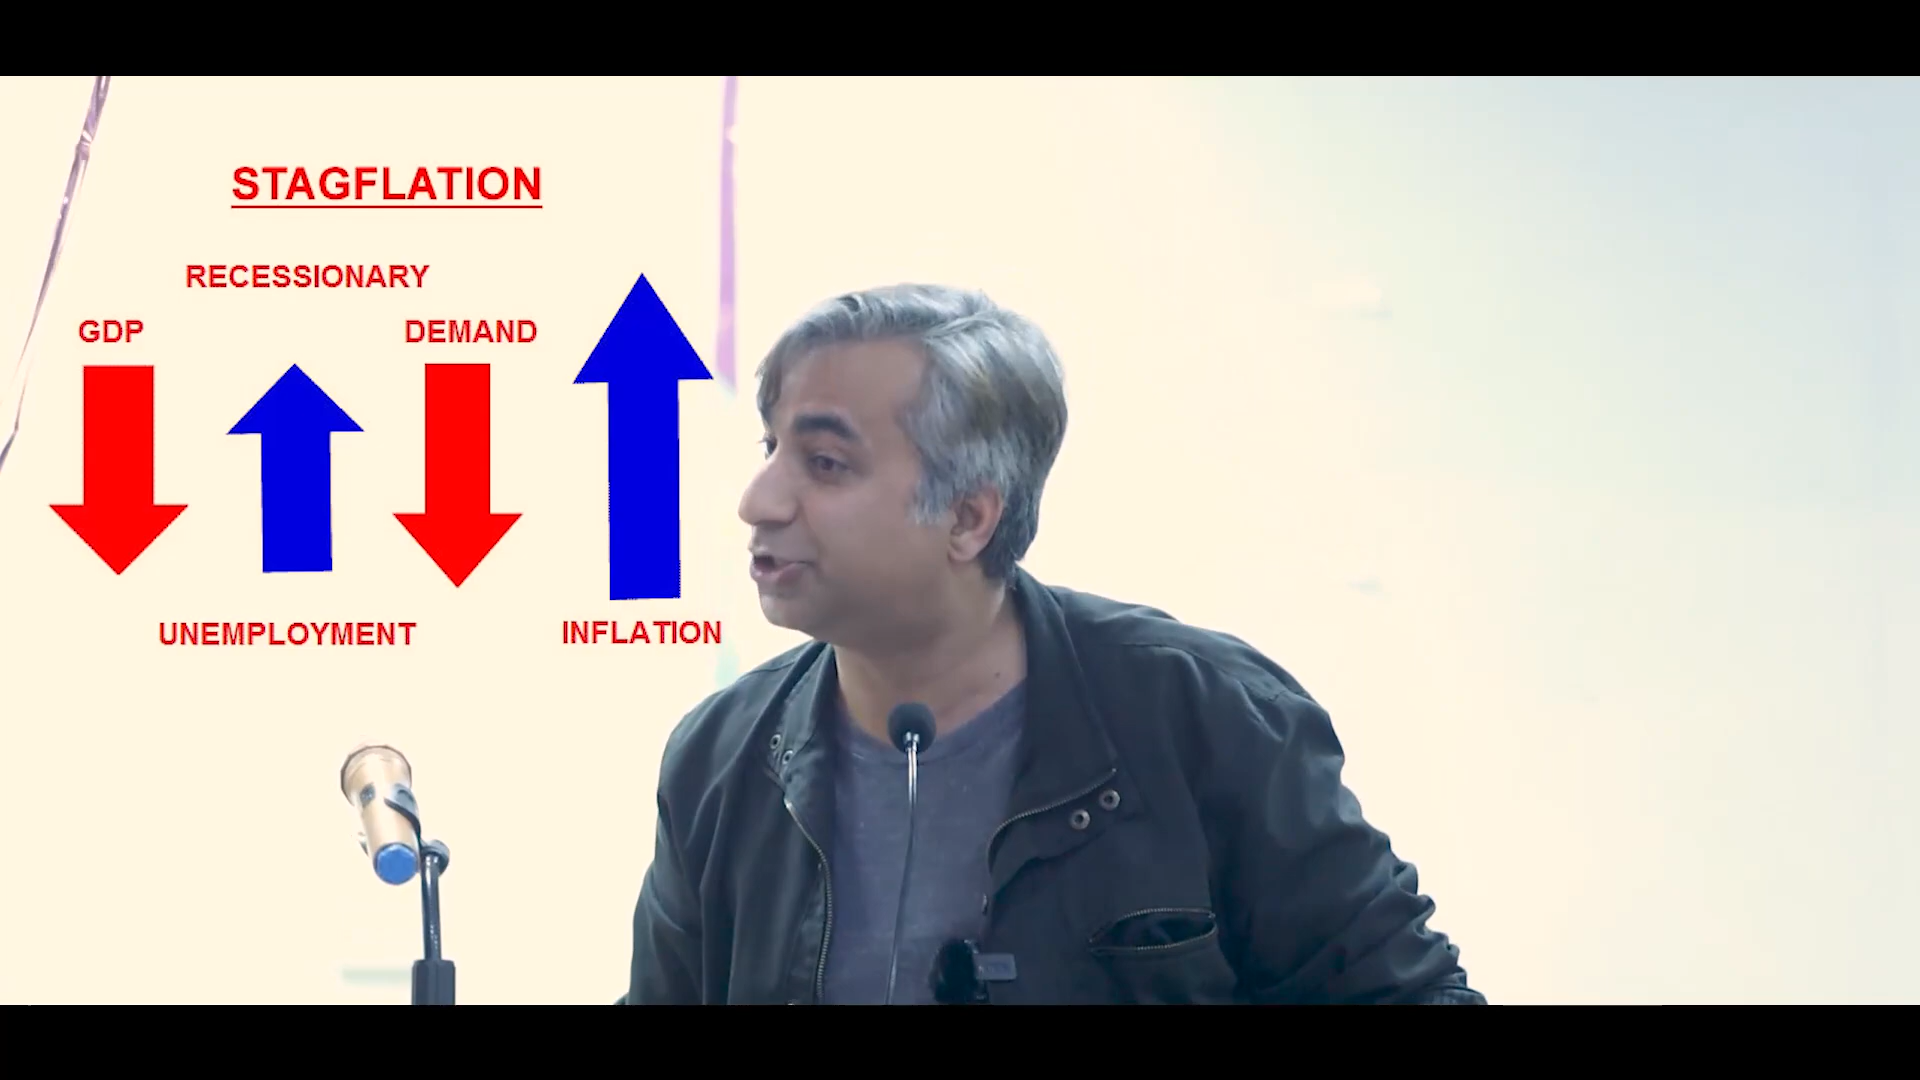 STAGFLATION
RECESSIONARY
GDP
DEMAND
UNEMPLOYMENT
INFLATION